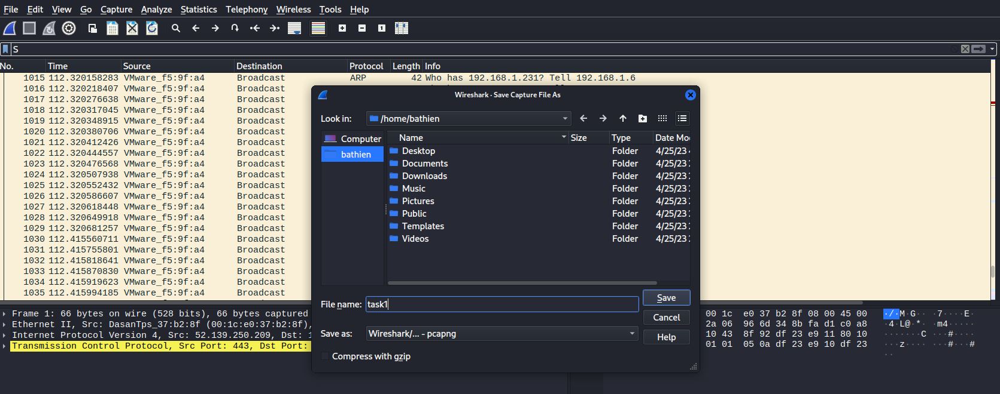 File Edit View Go Capture Analyze Statistics Telephony Wireless Tools Help
S
No. Time Source Destination Protocol Length Info
1015 112.320158283 VMware_f5:9f:a4 Broadcast ARP 42 Who has 192.168.1.231? Tell 192.168.1.6
1016 112.320218407 VMware_f5:9f:a4 Broadcast
1017 112.320276638 VMware_f5:9f:a4 Broadcast
1018 112.320317045 VMware_f5:9f:a4 Broadcast
1019 112.320348915 VMware_f5:9f:a4 Broadcast
1020 112.320380706 VMware_f5:9f:a4 Broadcast
1021 112.320412426 VMware_f5:9f:a4 Broadcast
1022 112.320444557 VMware_f5:9f:a4 Broadcast
1023 112.320476568 VMware_f5:9f:a4 Broadcast
1024 112.320507938 VMware_f5:9f:a4 Broadcast
1025 112.320552432 VMware_f5:9f:a4 Broadcast
1026 112.320586607 VMware_f5:9f:a4 Broadcast
1027 112.320618448 VMware_f5:9f:a4 Broadcast
1028 112.320649918 VMware_f5:9f:a4 Broadcast
1029 112.320681257 VMware_f5:9f:a4 Broadcast
1030 112.415560711 VMware_f5:9f:a4 Broadcast
1031 112.415755801 VMware_f5:9f:a4 Broadcast
1032 112.415818641 VMware_f5:9f:a4 Broadcast
1033 112.415870830 VMware_f5:9f:a4 Broadcast
1034 112.415919623 VMware_f5:9f:a4 Broadcast
1035 112.415994185 VMware_f5:9f:a4 Broadcast
Wireshark · Save Capture File As
Look in: /home/bathien
Computer
bathien
Name Size Type Date Mo
Desktop Folder 4/25/23
Documents Folder 4/25/23
Downloads Folder 4/25/23
Music Folder 4/25/23
Pictures Folder 4/25/23
Public Folder 4/25/23
Templates Folder 4/25/23
Videos Folder 4/25/23
File name: task1 Save
Cancel
Save as: Wireshark/... - pcapng Help
Compress with gzip
Frame 1: 66 bytes on wire (528 bits), 66 bytes captured
Ethernet II, Src: DasanTps_37:b2:8f (00:1c:e0:37:b2:8f),
Internet Protocol Version 4, Src: 52.139.250.209, Dst: 1
Transmission Control Protocol, Src Port: 443, Dst Port:
00 1c e0 37 b2 8f 08 00 45 00 ·/·M·G·· ·7····E·
2a 06 96 6d 34 8b fa d1 c0 a8 ·4·L@·*· ·m4·····
10 43 8f 92 df 23 e9 11 80 10 ·······C ···#····
01 01 05 0a df 23 e9 10 df 23 ···z···· ···#···#
··